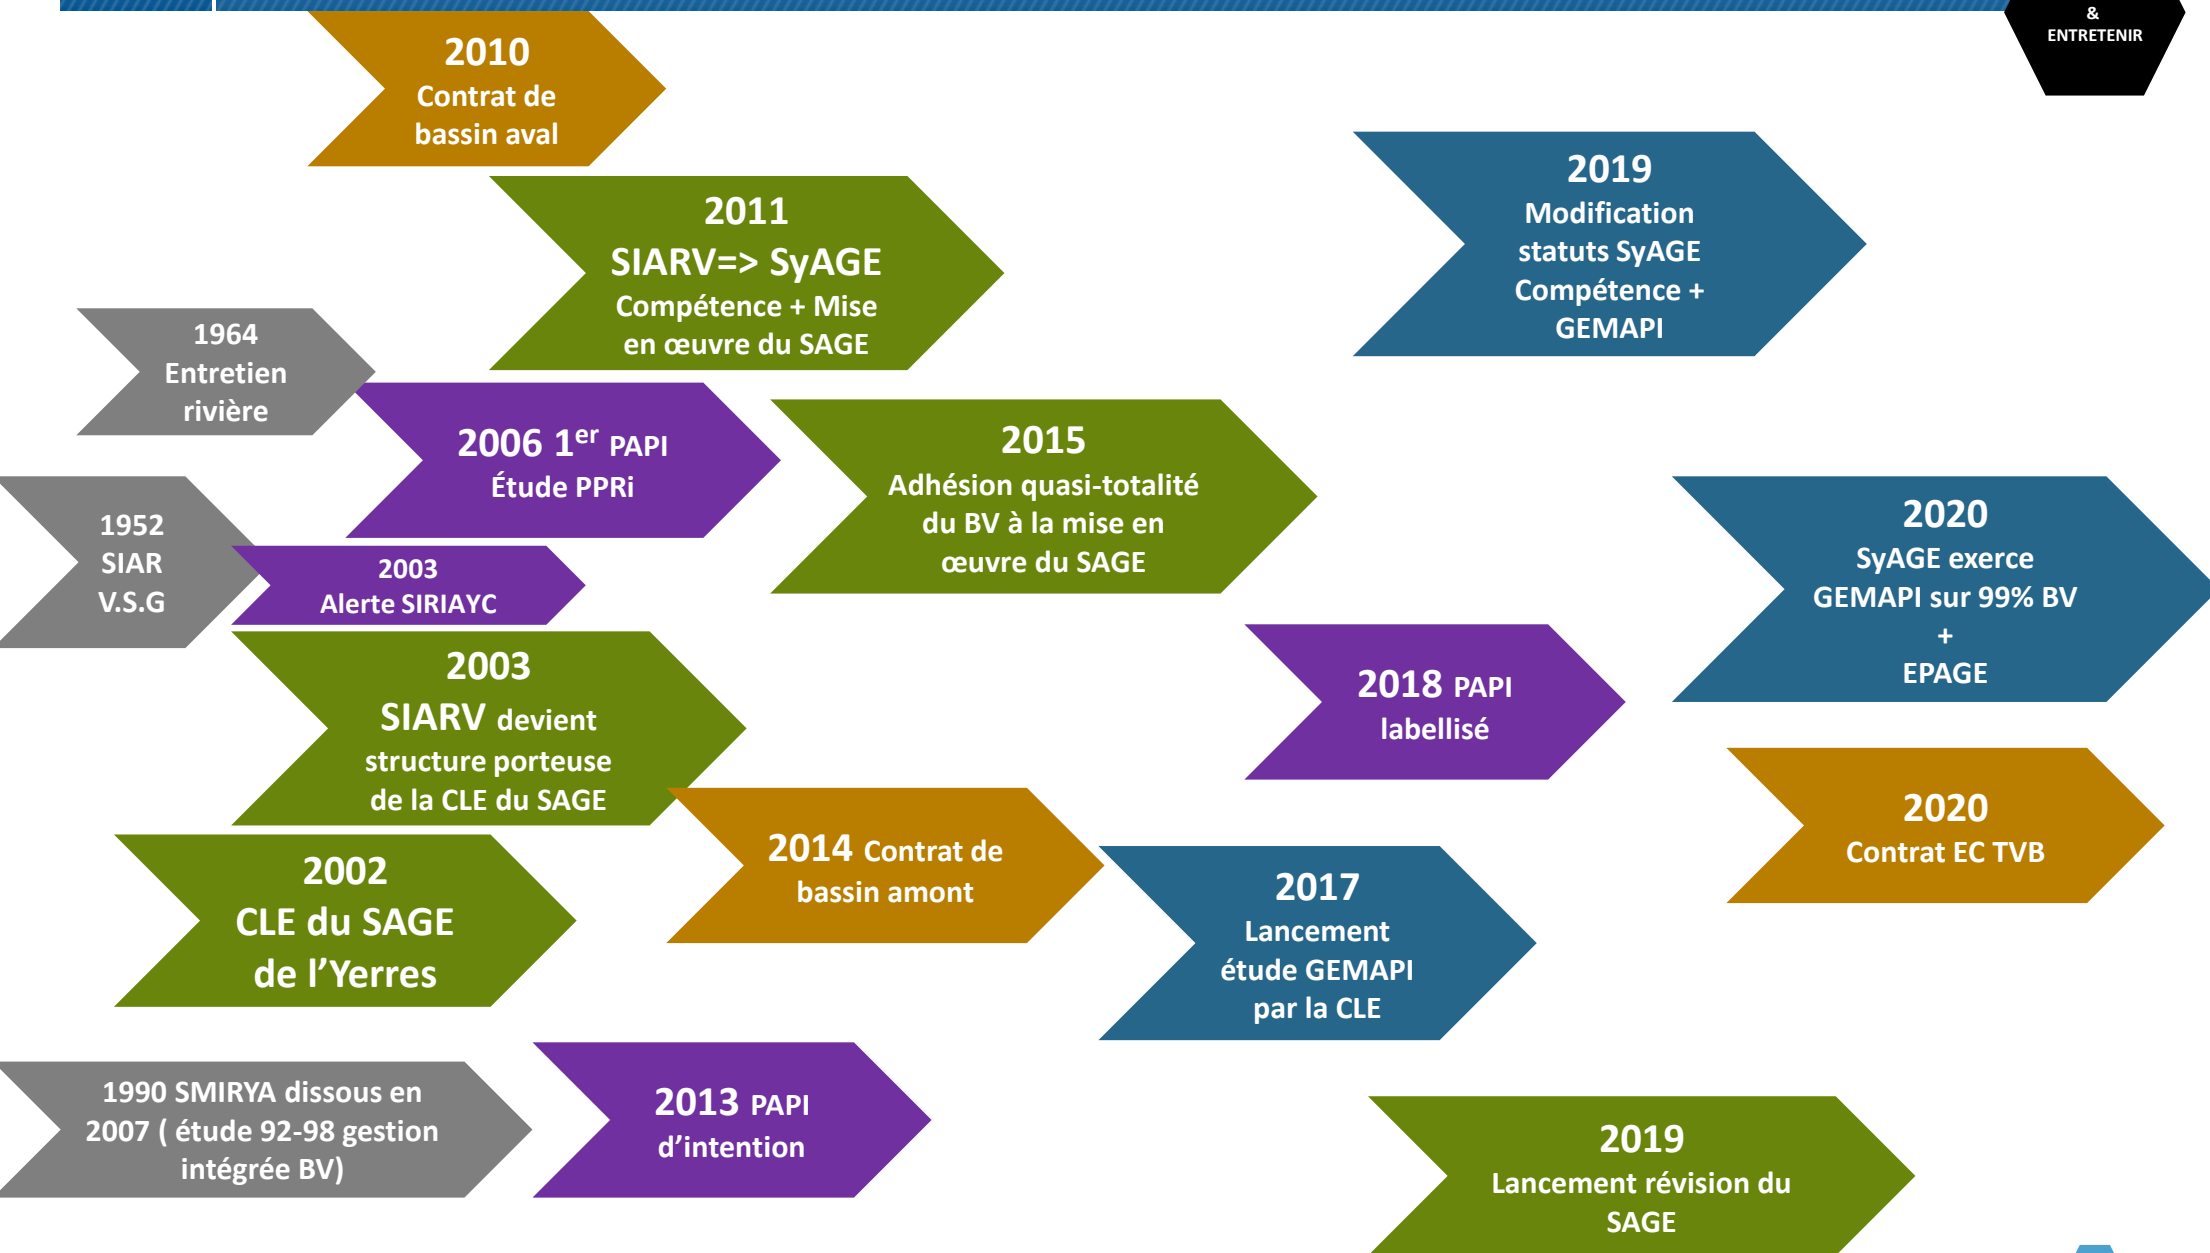 &
ENTRETENIR
2010
Contrat de
bassin aval
2019
Modification
statuts SyAGE
Compétence +
GEMAPI
2011
SIARV=> SyAGE
Compétence + Mise
en œuvre du SAGE
1964
Entretien
rivière
2006 1er PAPI
Étude PPRi
2015
Adhésion quasi-totalité
du BV à la mise en
œuvre du SAGE
1952
SIAR
V.S.G
2003
Alerte SIRIAYC
2020
SyAGE exerce
GEMAPI sur 99% BV
+
EPAGE
2003
SIARV devient
structure porteuse
de la CLE du SAGE
2018 PAPI
labellisé
2020
Contrat EC TVB
2014 Contrat de
bassin amont
2002
CLE du SAGE
de l’Yerres
2017
Lancement
étude GEMAPI
par la CLE
1990 SMIRYA dissous en
2007 ( étude 92-98 gestion
intégrée BV)
2013 PAPI
d’intention
2019
Lancement révision du
SAGE